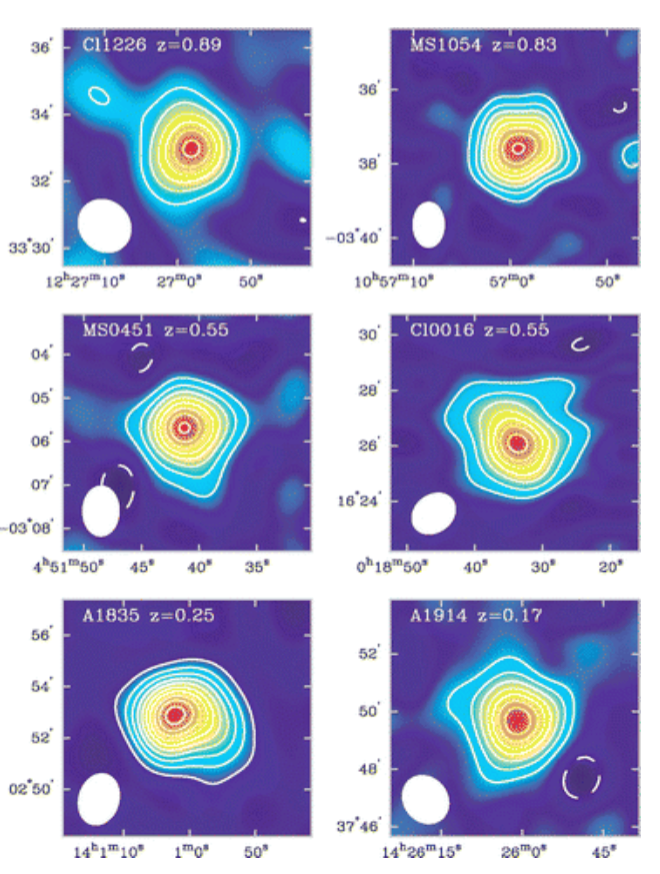 Cl1226 z=0.89
36'
34'
32'
33°30'
12ʰ27ᵐ10ˢ 27ᵐ0ˢ 50ˢ
MS1054 z=0.83
36'
38'
−03°40'
10ʰ57ᵐ10ˢ 57ᵐ0ˢ 50ˢ
MS0451 z=0.55
04'
05'
06'
07'
−03°08'
4ʰ51ᵐ50ˢ 45ˢ 40ˢ 35ˢ
Cl0016 z=0.55
30'
28'
26'
16°24'
0ʰ18ᵐ50ˢ 40ˢ 30ˢ 20ˢ
A1835 z=0.25
56'
54'
52'
02°50'
14ʰ1ᵐ10ˢ 1ᵐ0ˢ 50ˢ
A1914 z=0.17
52'
50'
48'
37°46'
14ʰ26ᵐ15ˢ 26ᵐ0ˢ 45ˢ